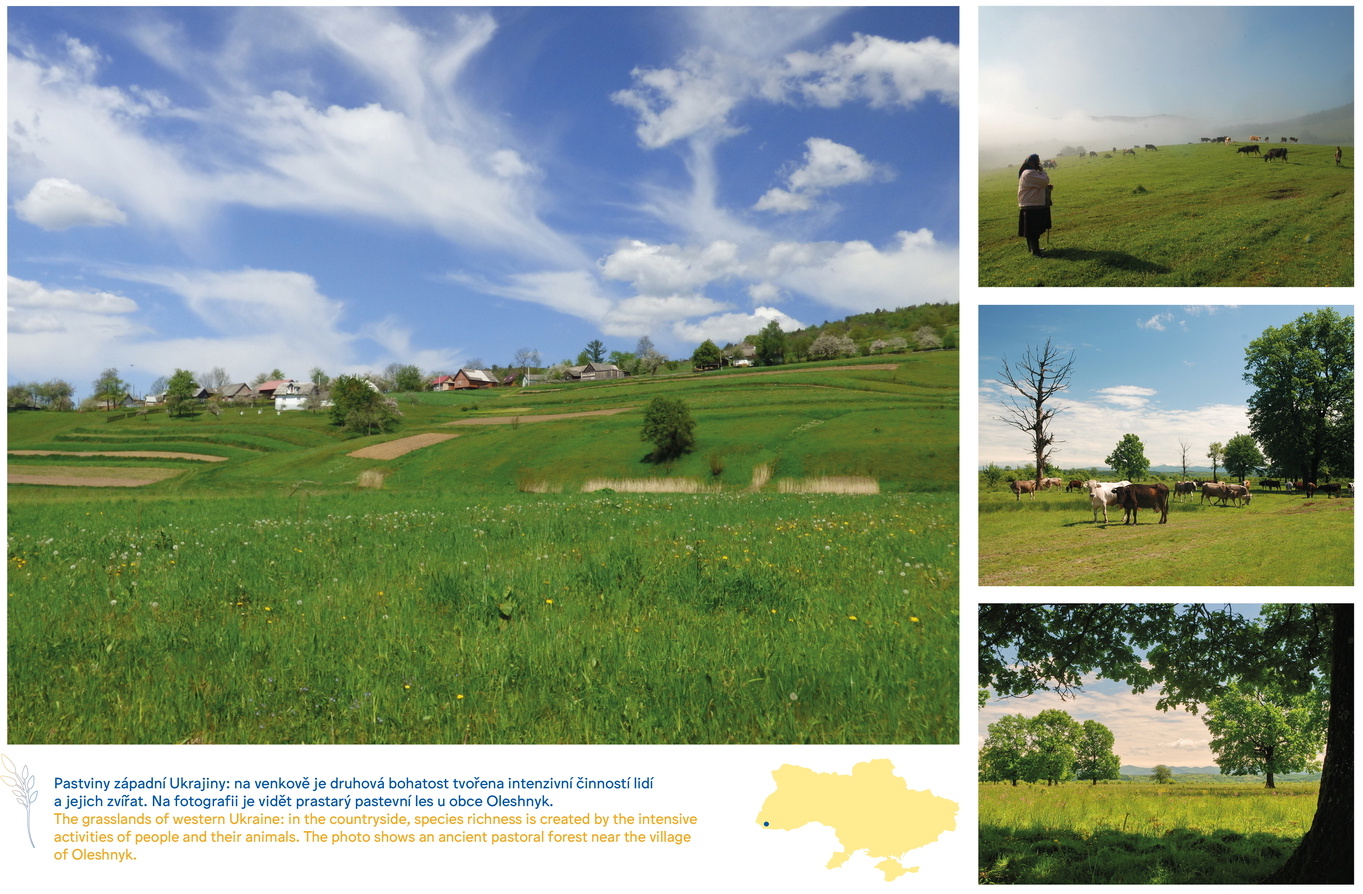 Pastviny západní Ukrajiny: na venkově je druhová bohatost tvořena intenzivní činností lidí
a jejich zvířat. Na fotografii je vidět prastarý pastevní les u obce Oleshnyk.
The grasslands of western Ukraine: in the countryside, species richness is created by the intensive
activities of people and their animals. The photo shows an ancient pastoral forest near the village
of Oleshnyk.